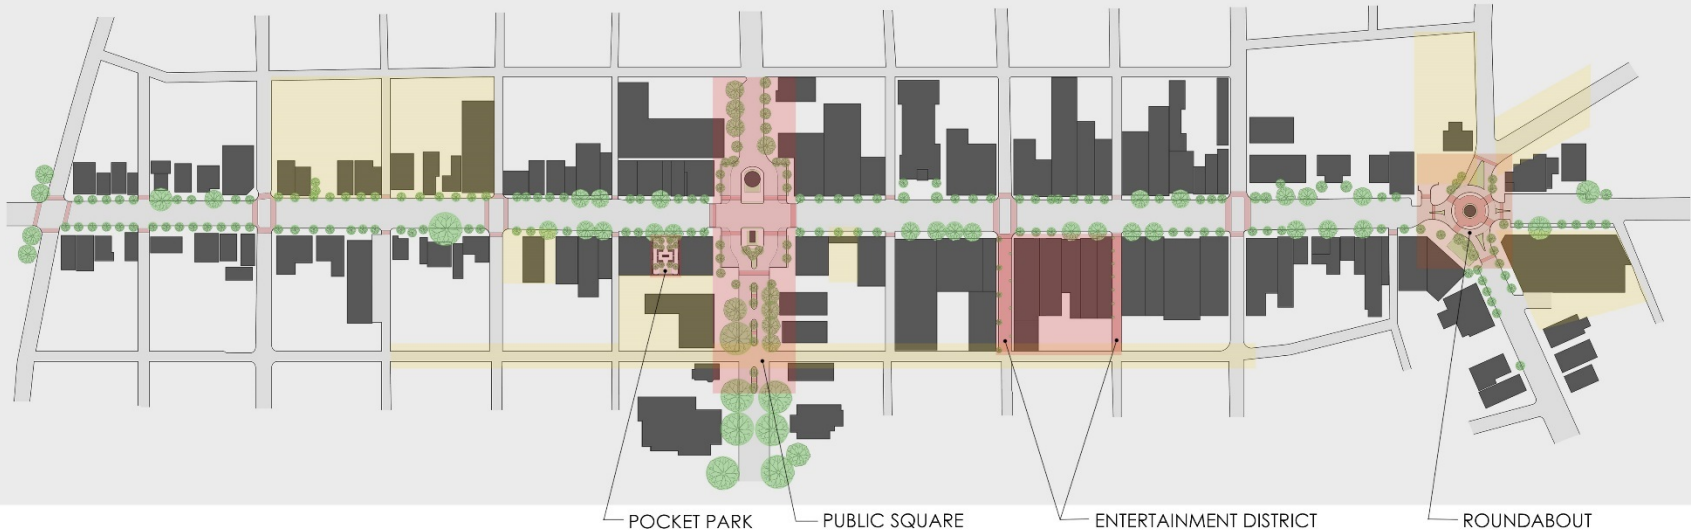 POCKET PARK
PUBLIC SQUARE
ENTERTAINMENT DISTRICT
ROUNDABOUT